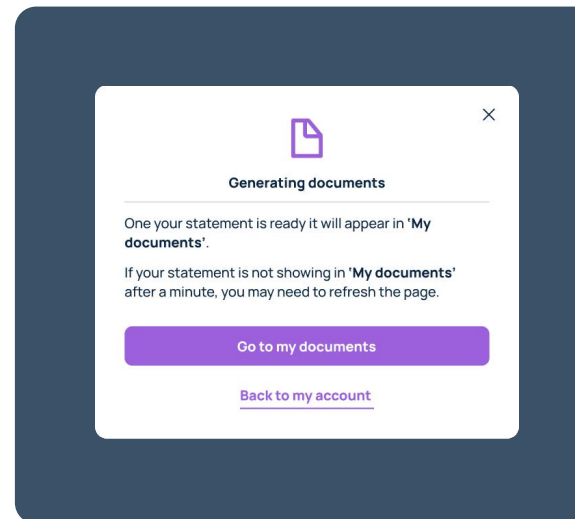 Generating documents
One your statement is ready it will appear in ‘My
documents’.
If your statement is not showing in ‘My documents’
after a minute, you may need to refresh the page.
Go to my documents
Back to my account